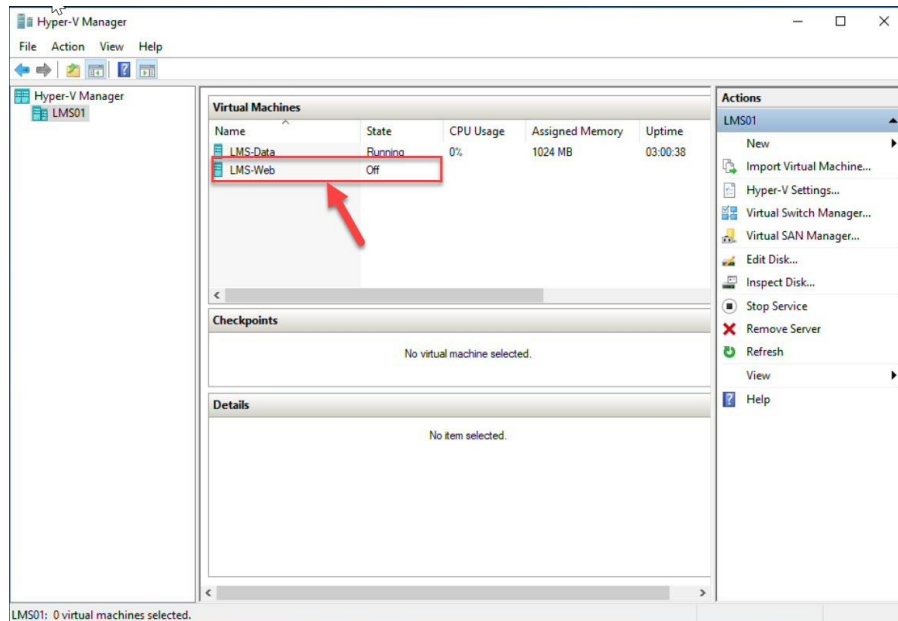 Hyper-V Manager
File Action View Help
Hyper-V Manager
LMS01
Virtual Machines
Name State CPU Usage Assigned Memory Uptime
LMS-Data Running 0% 1024 MB 03:00:38
LMS-Web Off
Checkpoints
No virtual machine selected.
Details
No item selected.
Actions
LMS01
New
Import Virtual Machine...
Hyper-V Settings...
Virtual Switch Manager...
Virtual SAN Manager...
Edit Disk...
Inspect Disk...
Stop Service
Remove Server
Refresh
View
Help
LMS01: 0 virtual machines selected.